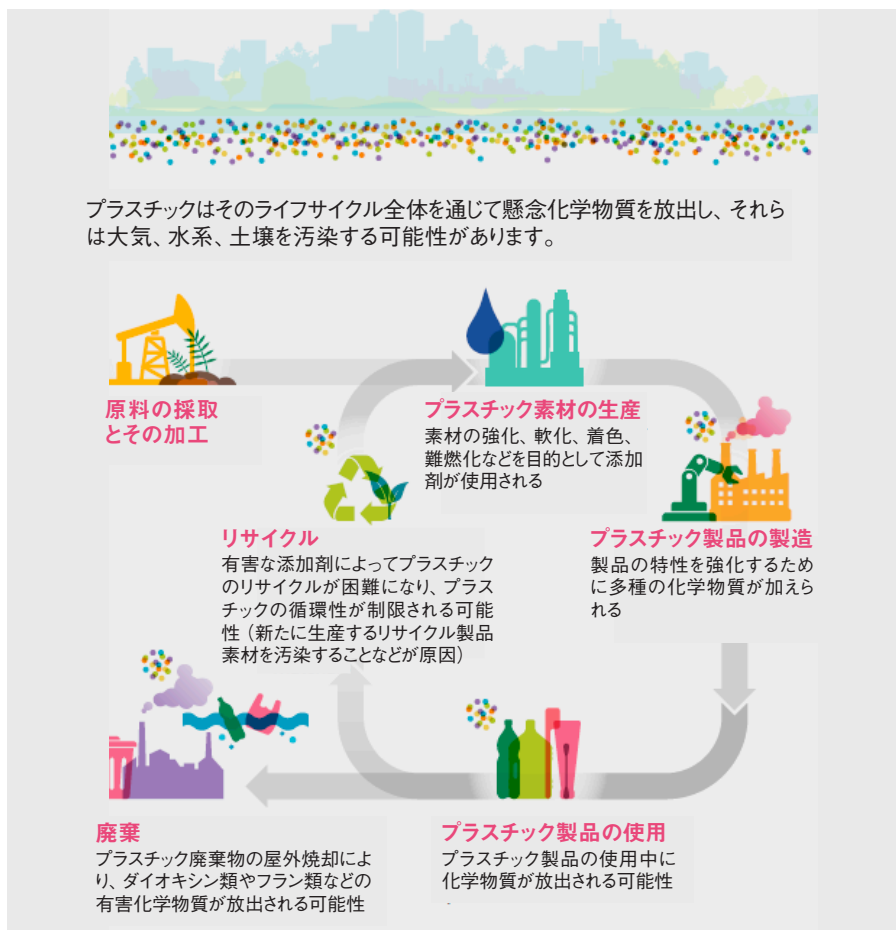 プラスチックはそのライフサイクル全体を通じて懸念化学物質を放出し、それら
は大気、水系、土壌を汚染する可能性があります。
原料の採取
とその加工
プラスチック素材の生産
素材の強化、軟化、着色、
難燃化などを目的として添加
剤が使用される
プラスチック製品の製造
製品の特性を強化するため
に多種の化学物質が加えら
れる
リサイクル
有害な添加剤によってプラスチック
のリサイクルが困難になり、プラス
チックの循環性が制限される可能
性（新たに生産するリサイクル製品
素材を汚染することなどが原因）
廃棄
プラスチック廃棄物の屋外焼却によ
り、ダイオキシン類やフラン類などの
有害化学物質が放出される可能性
プラスチック製品の使用
プラスチック製品の使用中に
化学物質が放出される可能性